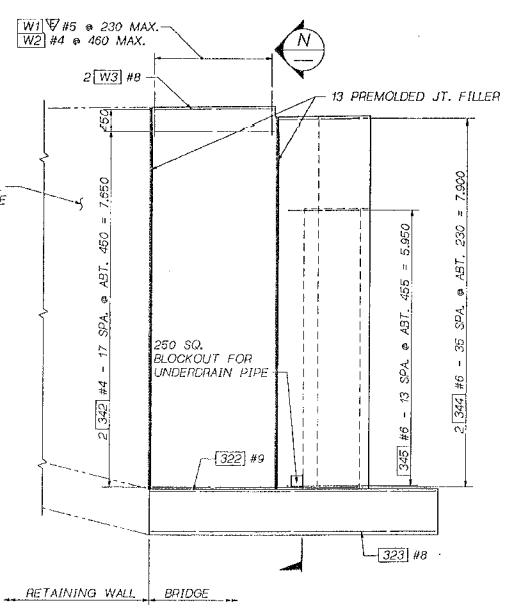 W1 #5 @ 230 MAX.
W2 #4 @ 460 MAX.
N
2 W3 #8
13 PREMOLDED JT. FILLER
E
2 342 #4 - 17 SPA. @ ABT. 450 = 7.650
250 SQ.
BLOCKOUT FOR
UNDERDRAIN PIPE
345 #6 - 13 SPA. @ ABT. 455 = 5.950
2 344 #6 - 35 SPA. @ ABT. 230 = 7.900
322 #9
323 #8
RETAINING WALL
BRIDGE